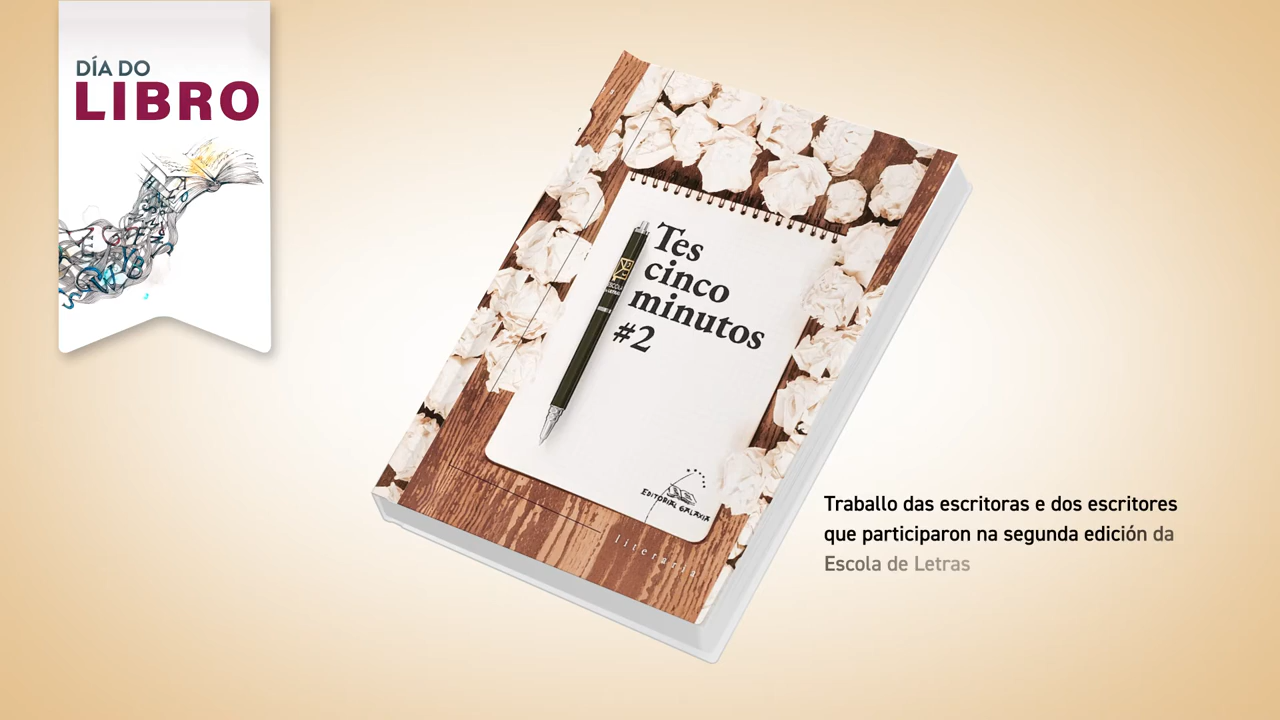 DÍA DO
LIBRO
Tes
cinco
minutos
#2
EDITORIAL GALAXIA
literaria
Traballo das escritoras e dos escritores
que participaron na segunda edición da
Escola de Letras